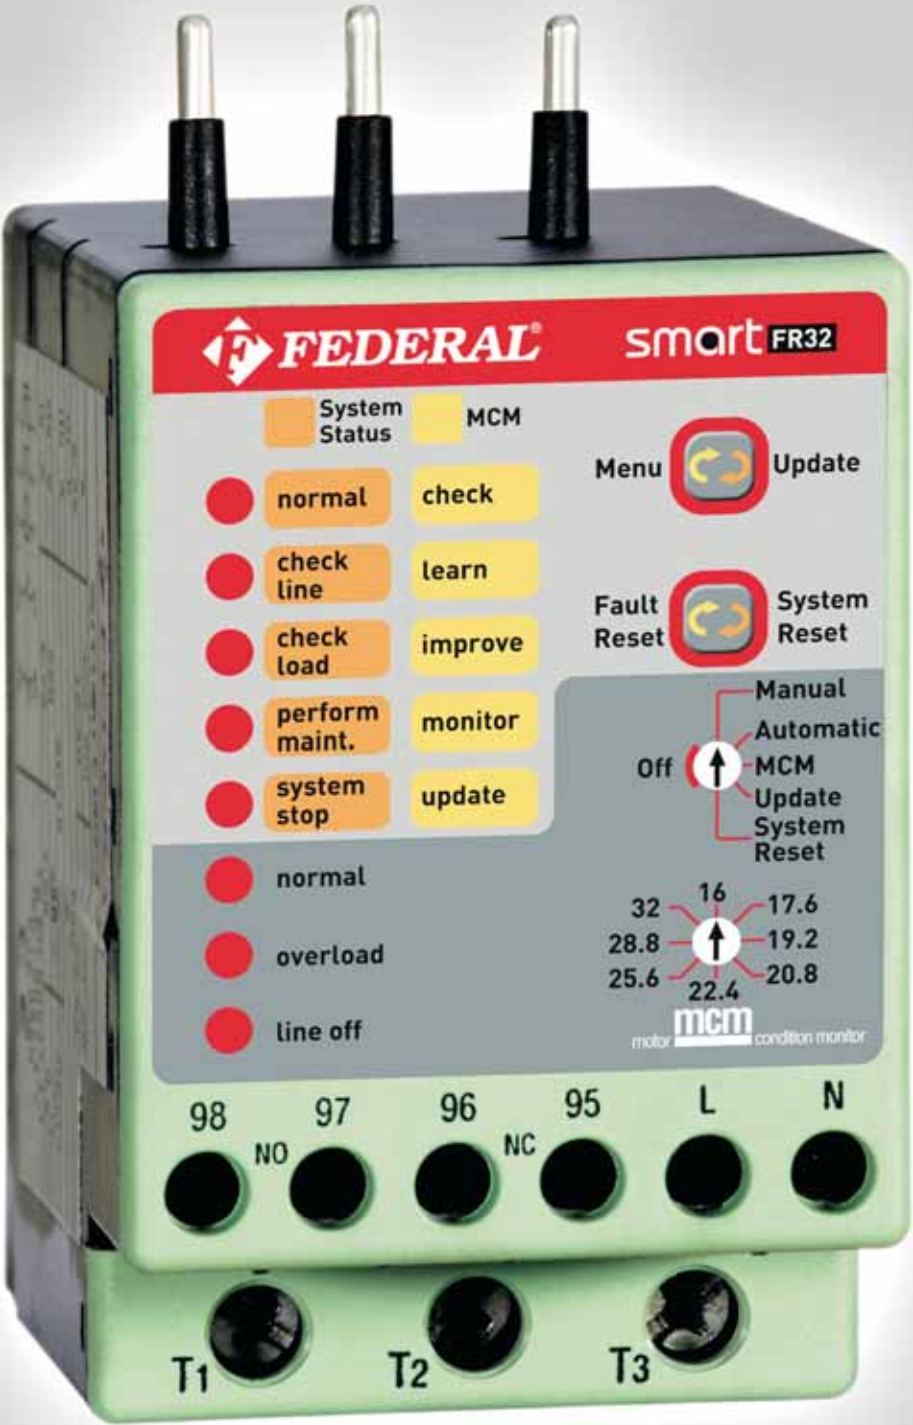 F FEDERAL®
smart FR32
System
Status
MCM
normal
check
check
line
learn
check
load
improve
perform
maint.
monitor
system
stop
update
normal
overload
line off
Menu
Update
Fault
Reset
System
Reset
Off
Manual
Automatic
MCM
Update
System
Reset
16
32
17.6
28.8
19.2
25.6
20.8
22.4
motor mcm condition monitor
98
NO
97
96
NC
95
L
N
T1
T2
T3